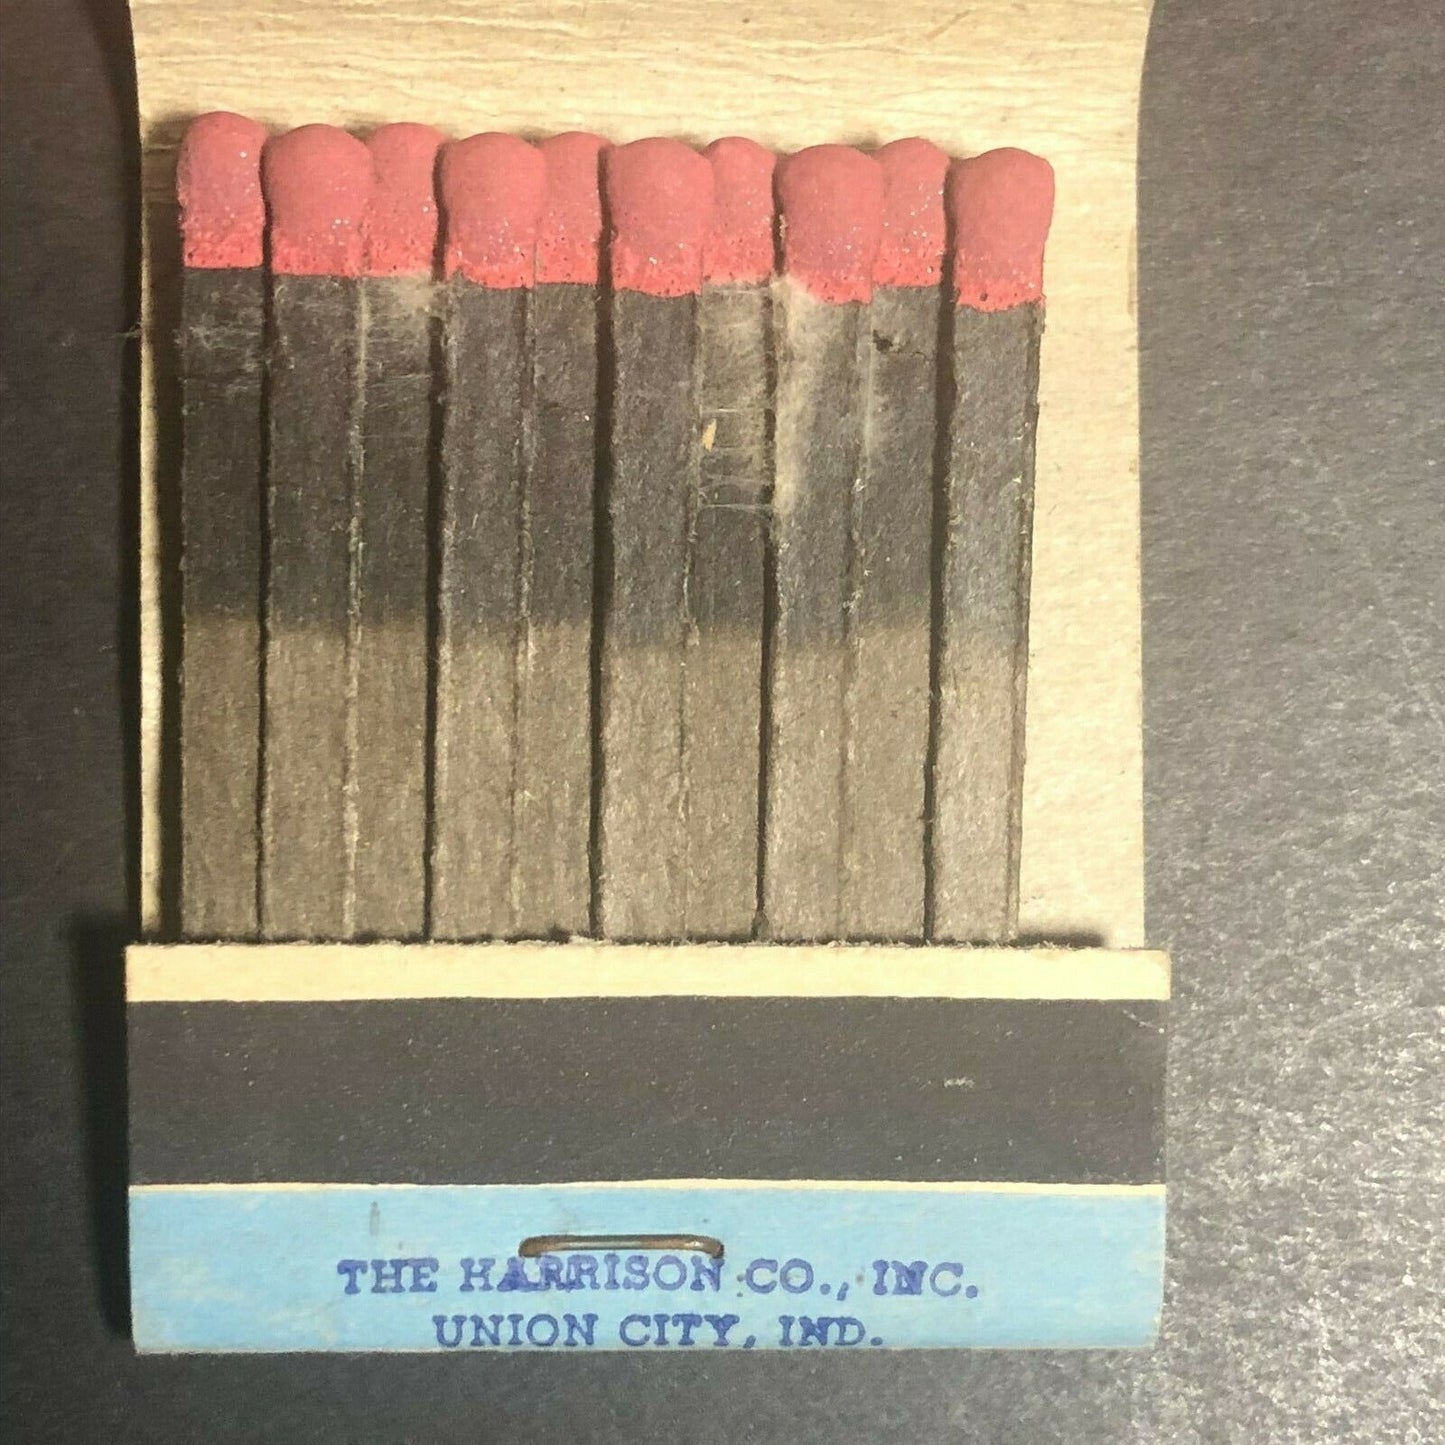 THE HARRISON CO., INC.
UNION CITY, IND.